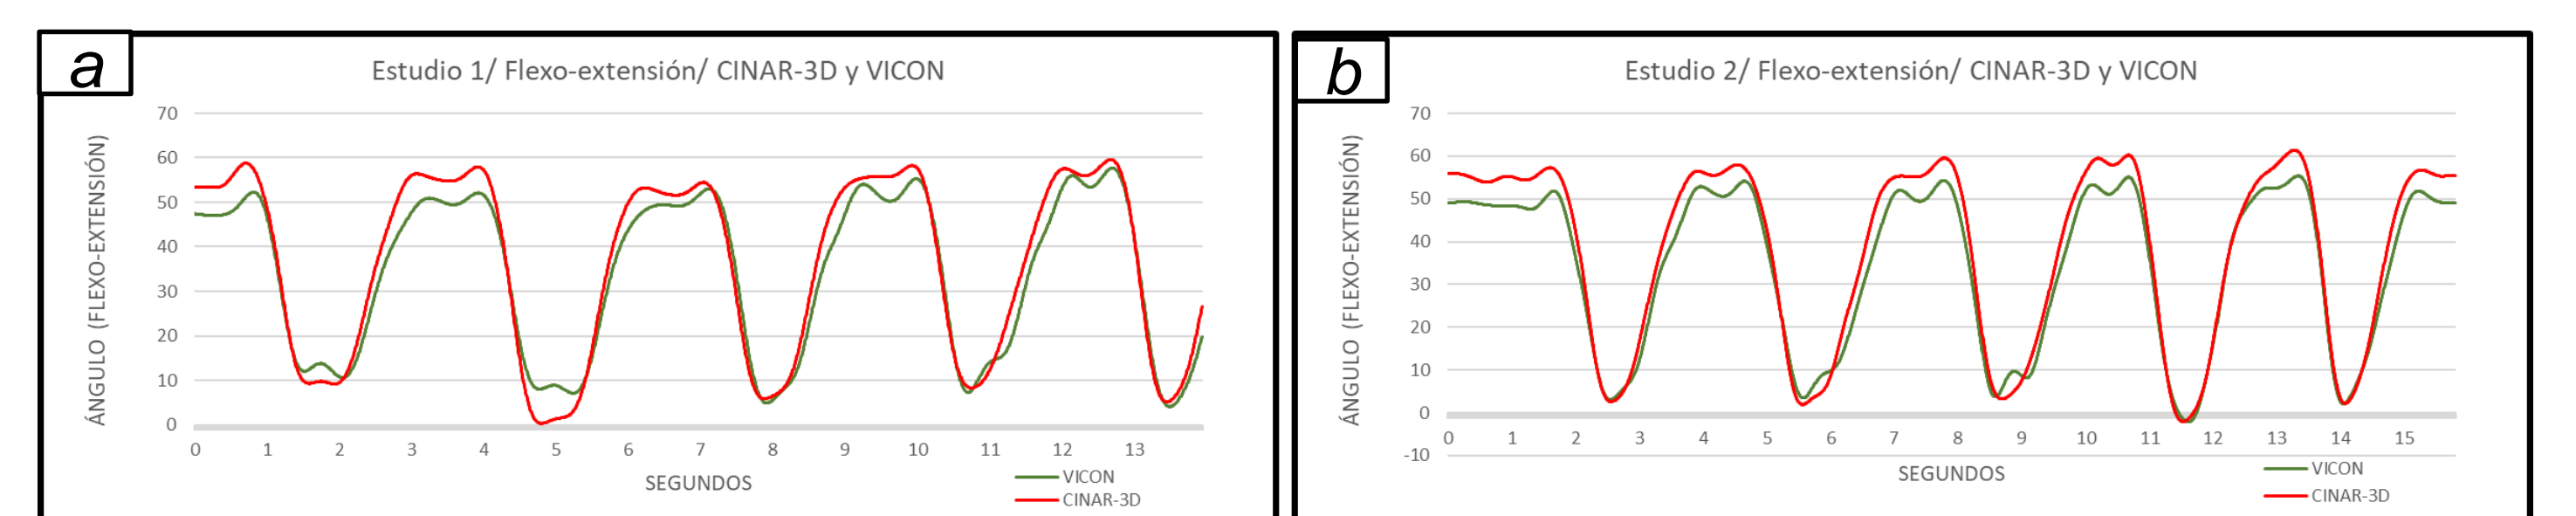 a
Estudio 1/ Flexo-extensión/ CINAR-3D y VICON
ÁNGULO (FLEXO-EXTENSIÓN)
70
60
50
40
30
20
10
0
0 1 2 3 4 5 6 7 8 9 10 11 12 13
SEGUNDOS
VICON
CINAR-3D
b
Estudio 2/ Flexo-extensión/ CINAR-3D y VICON
ÁNGULO (FLEXO-EXTENSIÓN)
70
60
50
40
30
20
10
0
-10
0 1 2 3 4 5 6 7 8 9 10 11 12 13 14 15
SEGUNDOS
VICON
CINAR-3D